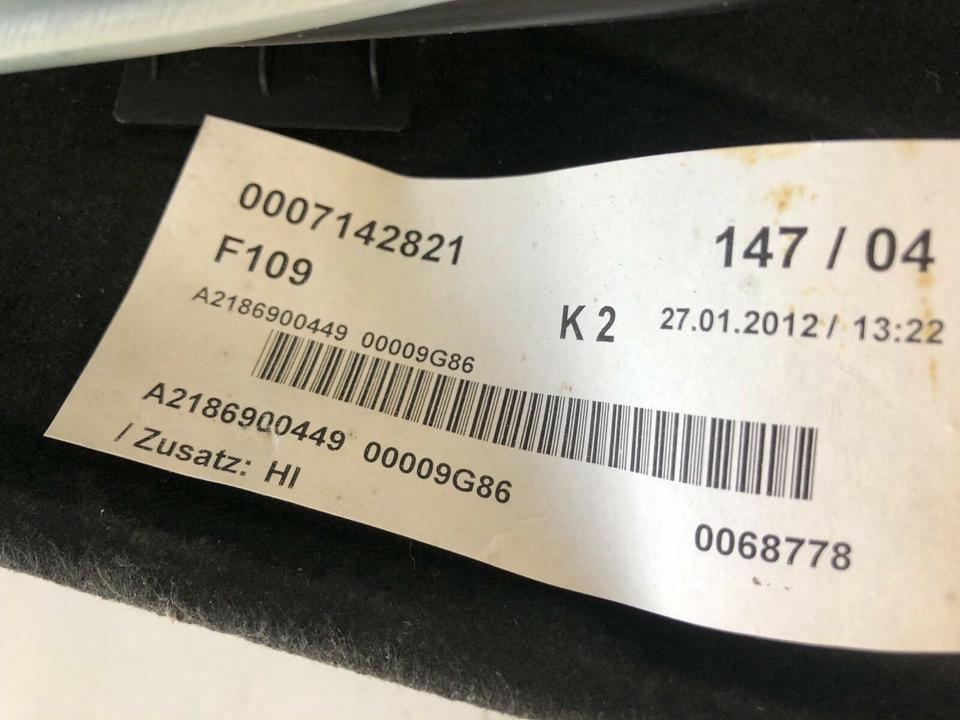 0007142821
147 / 04
F109
K 2
27.01.2012 / 13:22
A2186900449 00009G86
A2186900449 00009G86
/ Zusatz: HI
0068778